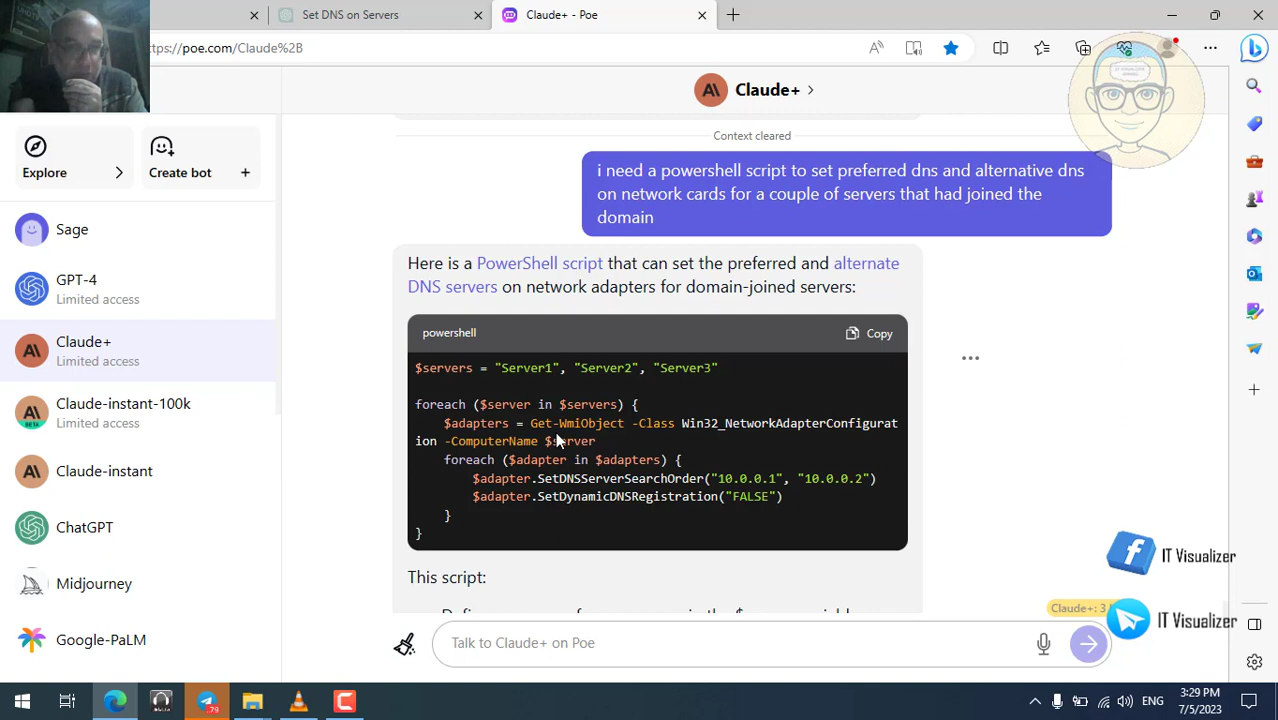 Set DNS on Servers
Claude+ - Poe
ttps://poe.com/Claude%2B
IT VISUALIZER
Claude+
Explore
Create bot
Context cleared
i need a powershell script to set preferred dns and alternative dns
on network cards for a couple of servers that had joined the
domain
Sage
GPT-4
Limited access
Claude+
Limited access
Claude-instant-100k
BETA
Limited access
Claude-instant
ChatGPT
Midjourney
Google-PaLM
Here is a PowerShell script that can set the preferred and alternate
DNS servers on network adapters for domain-joined servers:
powershell
Copy
$servers = "Server1", "Server2", "Server3"
foreach ($server in $servers) {
$adapters = Get-WmiObject -Class Win32_NetworkAdapterConfigurat
ion -ComputerName $server
foreach ($adapter in $adapters) {
$adapter.SetDNSServerSearchOrder("10.0.0.1", "10.0.0.2")
$adapter.SetDynamicDNSRegistration("FALSE")
}
}
This script:
IT Visualizer
Claude+: 3
IT Visualizer
Talk to Claude+ on Poe
79
ENG
3:29 PM
7/5/2023